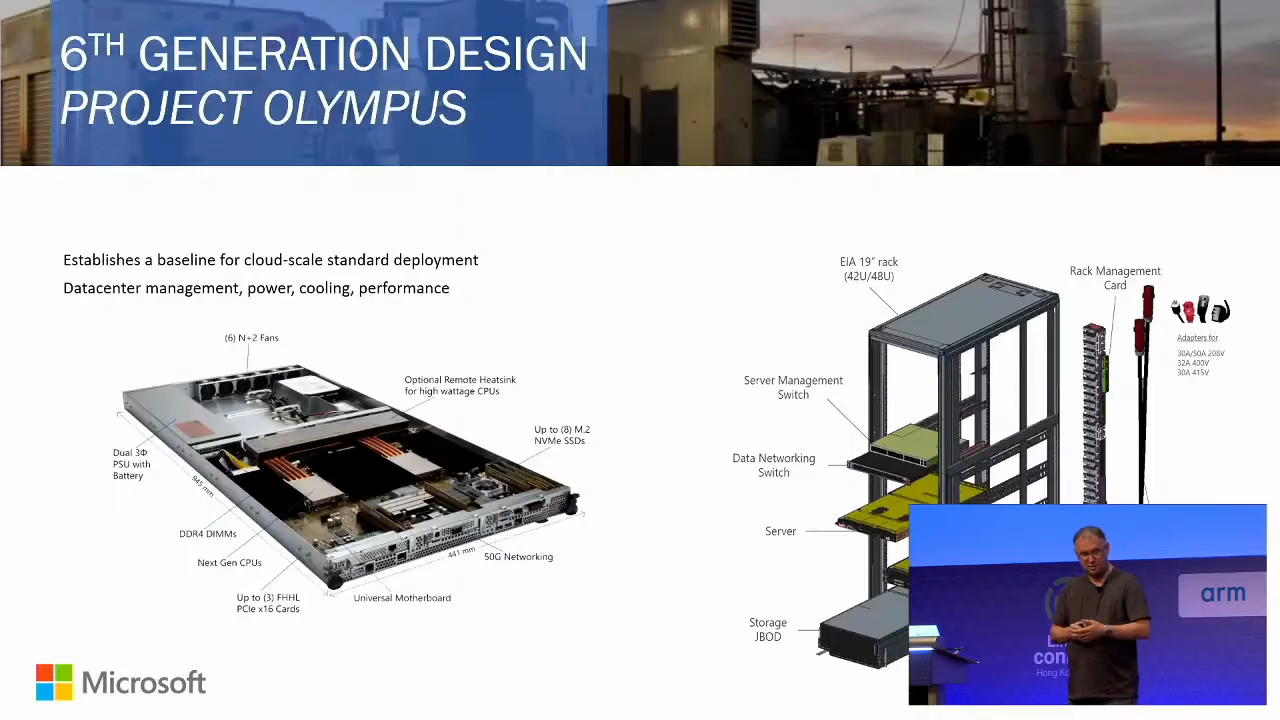 6TH GENERATION DESIGN
PROJECT OLYMPUS
Establishes a baseline for cloud-scale standard deployment
Datacenter management, power, cooling, performance
(6) N+2 Fans
Optional Remote Heatsink
for high wattage CPUs
Up to (8) M.2
NVMe SSDs
Dual 3Φ
PSU with
Battery
945 mm
DDR4 DIMMs
Next Gen CPUs
Up to (3) FHHL
PCIe x16 Cards
Universal Motherboard
441 mm
50G Networking
EIA 19" rack
(42U/48U)
Rack Management
Card
Adapters for
30A/50A 208V
32A 400V
30A 415V
Server Management
Switch
Data Networking
Switch
Server
Storage
JBOD
Microsoft
arm
con
Hong Ko